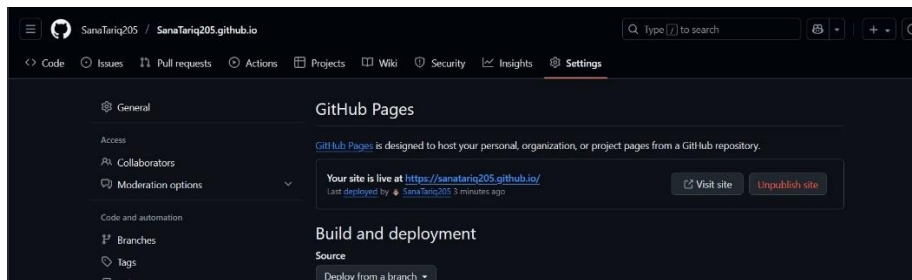 SanaTariq205 / SanaTariq205.github.io
Type / to search
Code Issues Pull requests Actions Projects Wiki Security Insights Settings
General
Access
Collaborators
Moderation options
Code and automation
Branches
Tags
GitHub Pages
GitHub Pages is designed to host your personal, organization, or project pages from a GitHub repository.
Your site is live at https://sanatariq205.github.io/
Last deployed by SanaTariq205 3 minutes ago
Visit site
Unpublish site
Build and deployment
Source
Deploy from a branch